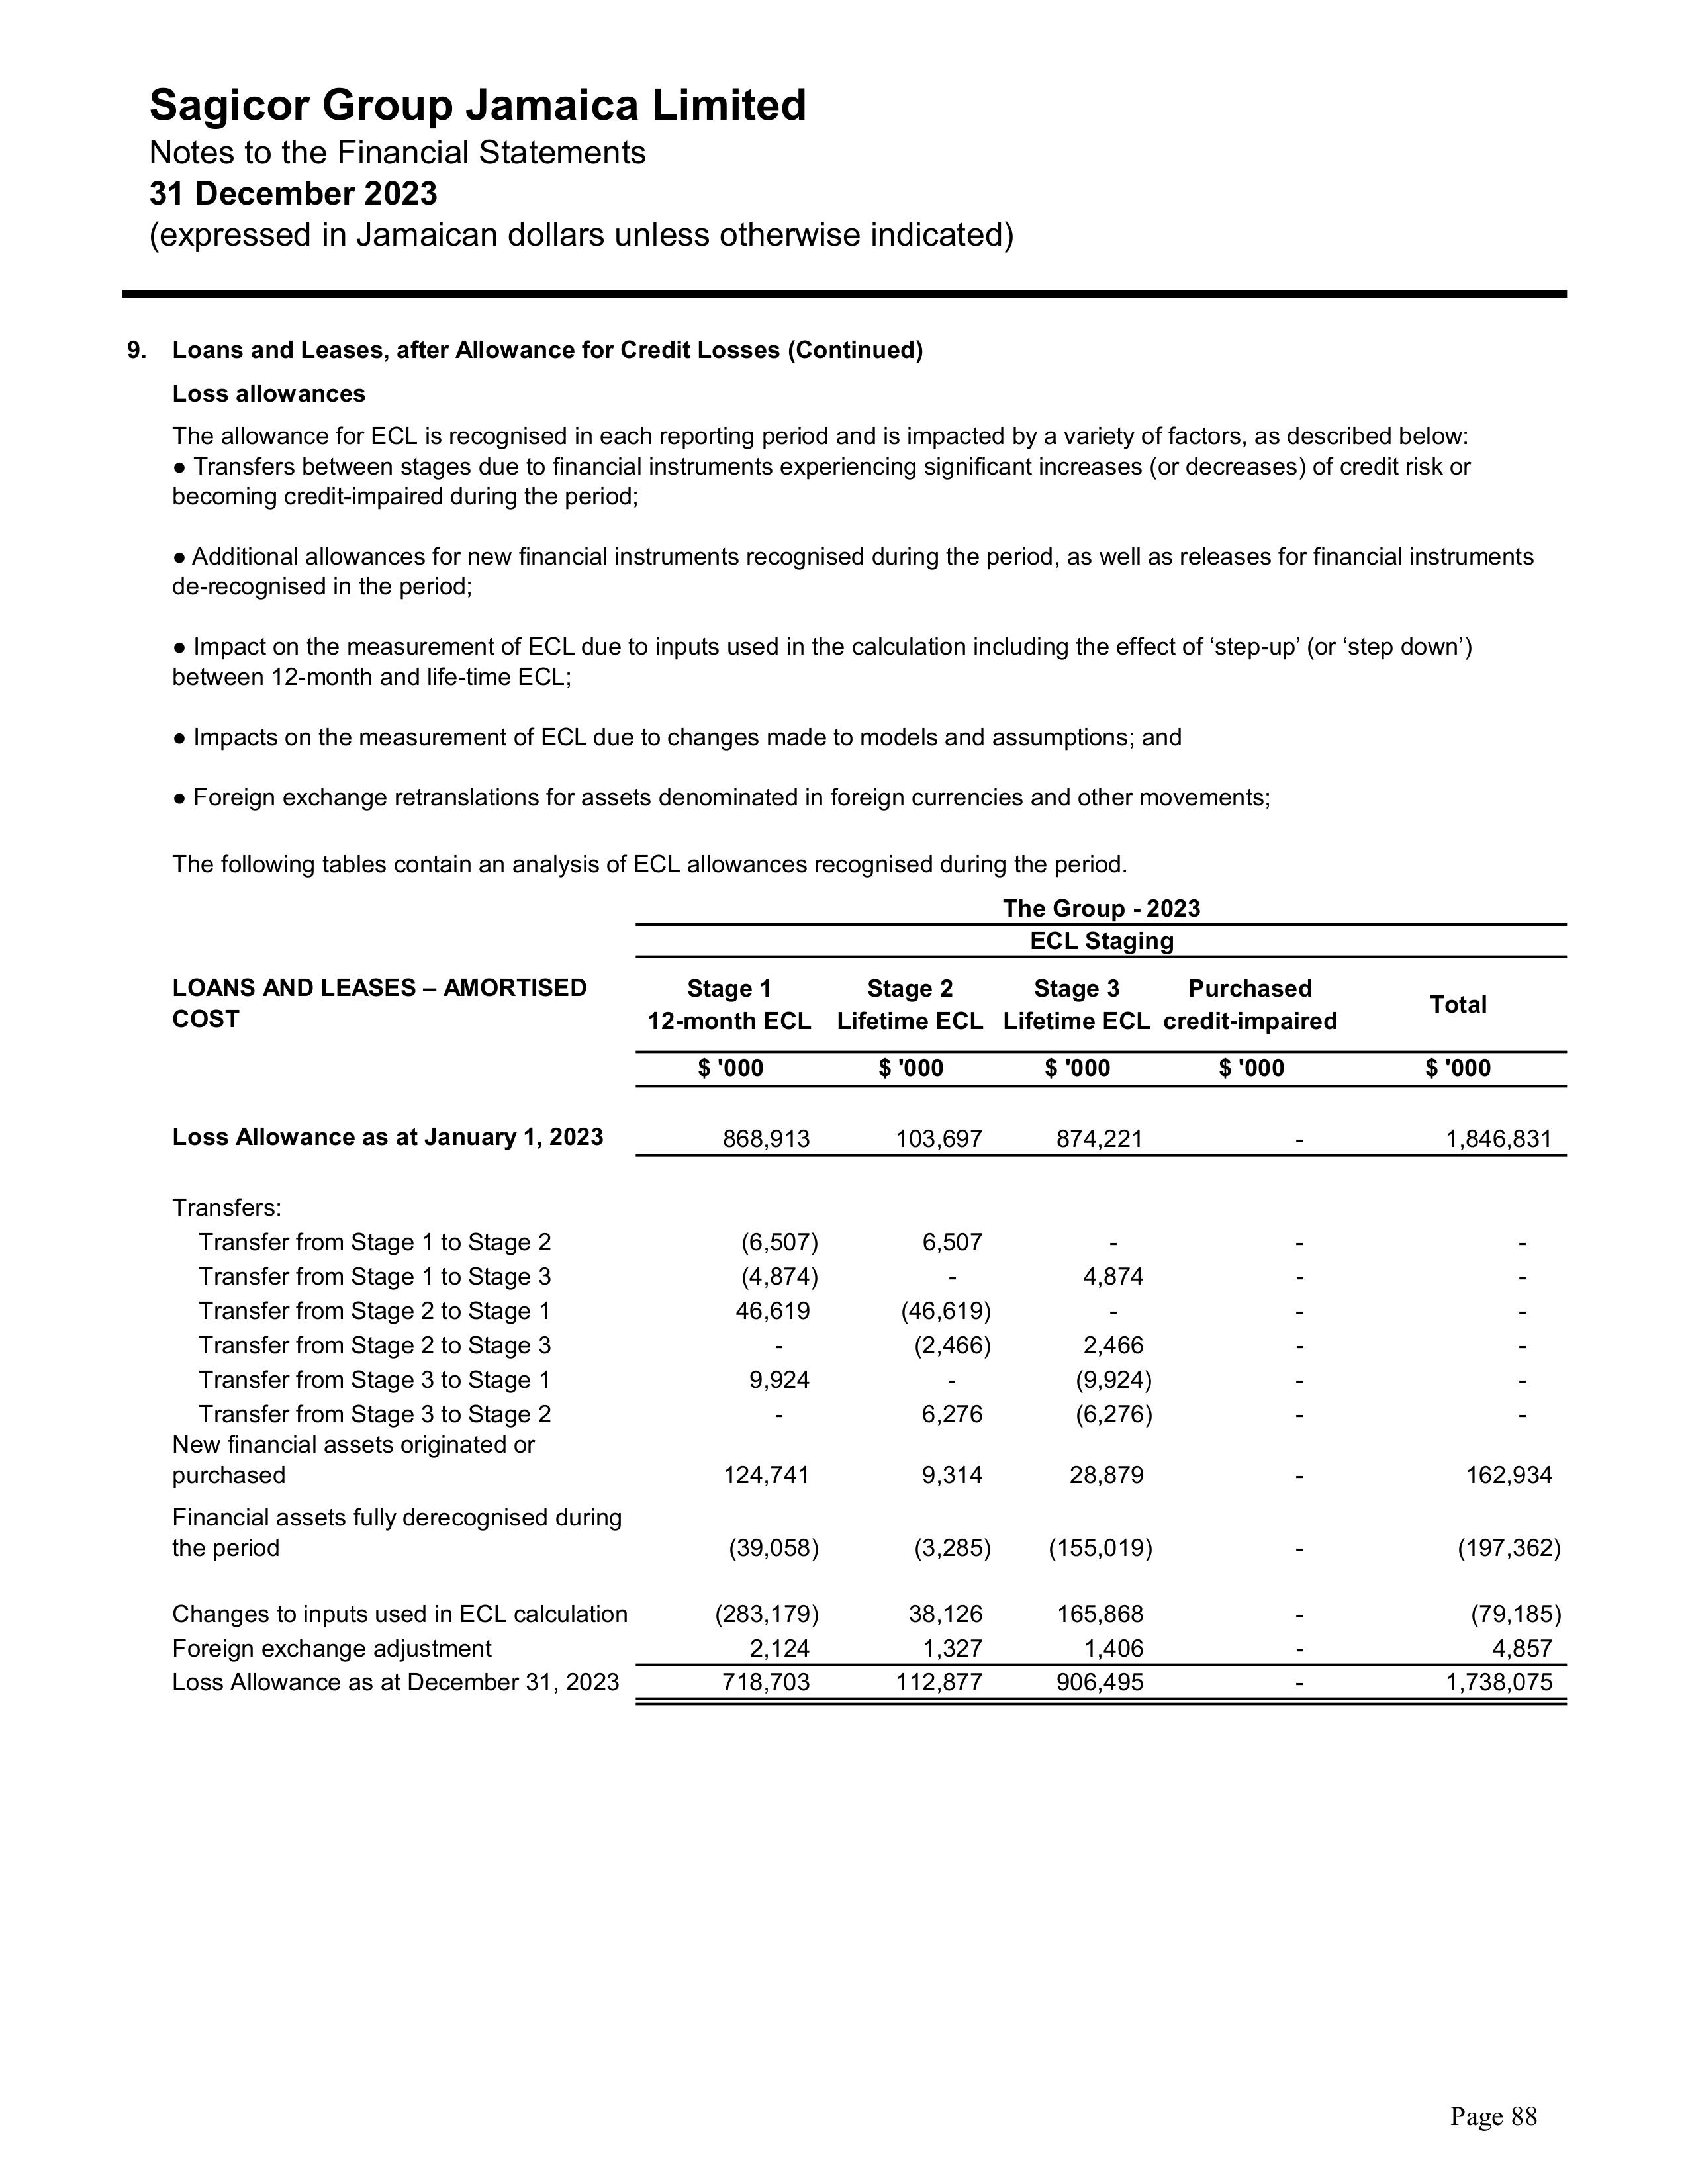 Sagicor Group Jamaica Limited
Notes to the Financial Statements
31 December 2023
(expressed in Jamaican dollars unless otherwise indicated)
9. Loans and Leases, after Allowance for Credit Losses (Continued)
Loss allowances
The allowance for ECL is recognised in each reporting period and is impacted by a variety of factors, as described below:
● Transfers between stages due to financial instruments experiencing significant increases (or decreases) of credit risk or
becoming credit-impaired during the period;
● Additional allowances for new financial instruments recognised during the period, as well as releases for financial instruments
de-recognised in the period;
● Impact on the measurement of ECL due to inputs used in the calculation including the effect of ‘step-up’ (or ‘step down’)
between 12-month and life-time ECL;
● Impacts on the measurement of ECL due to changes made to models and assumptions; and
● Foreign exchange retranslations for assets denominated in foreign currencies and other movements;
The following tables contain an analysis of ECL allowances recognised during the period.
The Group - 2023
ECL Staging
LOANS AND LEASES – AMORTISED Stage 1 Stage 2 Stage 3 Purchased Total
COST 12-month ECL Lifetime ECL Lifetime ECL credit-impaired
$ '000 $ '000 $ '000 $ '000 $ '000
Loss Allowance as at January 1, 2023 868,913 103,697 874,221 - 1,846,831
Transfers:
Transfer from Stage 1 to Stage 2 (6,507) 6,507 - - -
Transfer from Stage 1 to Stage 3 (4,874) - 4,874 - -
Transfer from Stage 2 to Stage 1 46,619 (46,619) - - -
Transfer from Stage 2 to Stage 3 - (2,466) 2,466 - -
Transfer from Stage 3 to Stage 1 9,924 - (9,924) - -
Transfer from Stage 3 to Stage 2 - 6,276 (6,276) - -
New financial assets originated or
purchased 124,741 9,314 28,879 - 162,934
Financial assets fully derecognised during
the period (39,058) (3,285) (155,019) - (197,362)
Changes to inputs used in ECL calculation (283,179) 38,126 165,868 - (79,185)
Foreign exchange adjustment 2,124 1,327 1,406 - 4,857
Loss Allowance as at December 31, 2023 718,703 112,877 906,495 - 1,738,075
Page 88